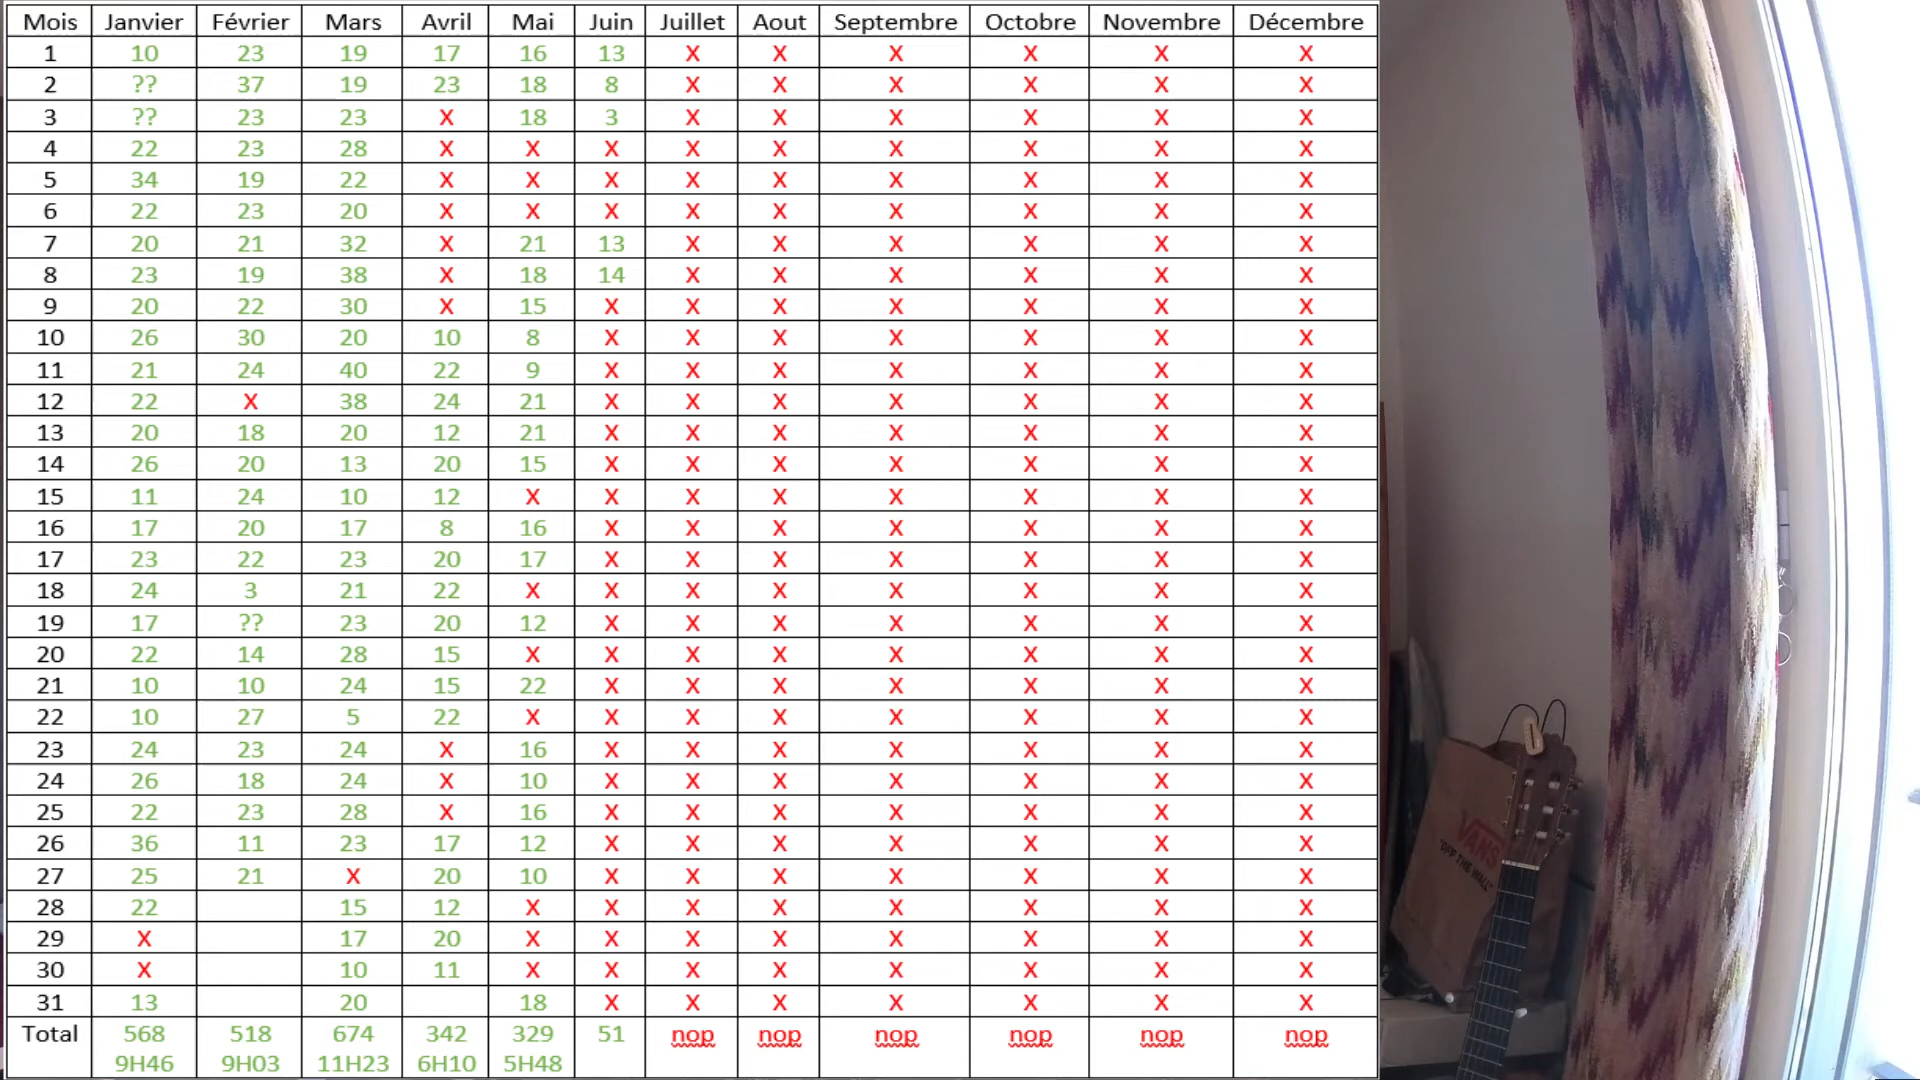 Mois Janvier Février Mars Avril Mai Juin Juillet Aout Septembre Octobre Novembre Décembre
1 10 23 19 17 16 13 X X X X X X
2 ?? 37 19 23 18 8 X X X X X X
3 ?? 23 23 X 18 3 X X X X X X
4 22 23 28 X X X X X X X X X
5 34 19 22 X X X X X X X X X
6 22 23 20 X X X X X X X X X
7 20 21 32 X 21 13 X X X X X X
8 23 19 38 X 18 14 X X X X X X
9 20 22 30 X 15 X X X X X X X
10 26 30 20 10 8 X X X X X X X
11 21 24 40 22 9 X X X X X X X
12 22 X 38 24 21 X X X X X X X
13 20 18 20 12 21 X X X X X X X
14 26 20 13 20 15 X X X X X X X
15 11 24 10 12 X X X X X X X X
16 17 20 17 8 16 X X X X X X X
17 23 22 23 20 17 X X X X X X X
18 24 3 21 22 X X X X X X X X
19 17 ?? 23 20 12 X X X X X X X
20 22 14 28 15 X X X X X X X X
21 10 10 24 15 22 X X X X X X X
22 10 27 5 22 X X X X X X X X
23 24 23 24 X 16 X X X X X X X
24 26 18 24 X 10 X X X X X X X
25 22 23 28 X 16 X X X X X X X
26 36 11 23 17 12 X X X X X X X
27 25 21 X 20 10 X X X X X X X
28 22 15 12 X X X X X X X X
29 X 17 20 X X X X X X X X
30 X 10 11 X X X X X X X X
31 13 20 18 X X X X X X X
Total 568 518 674 342 329 51 nop nop nop nop nop nop
9H46 9H03 11H23 6H10 5H48
VANS
"OFF THE WALL"